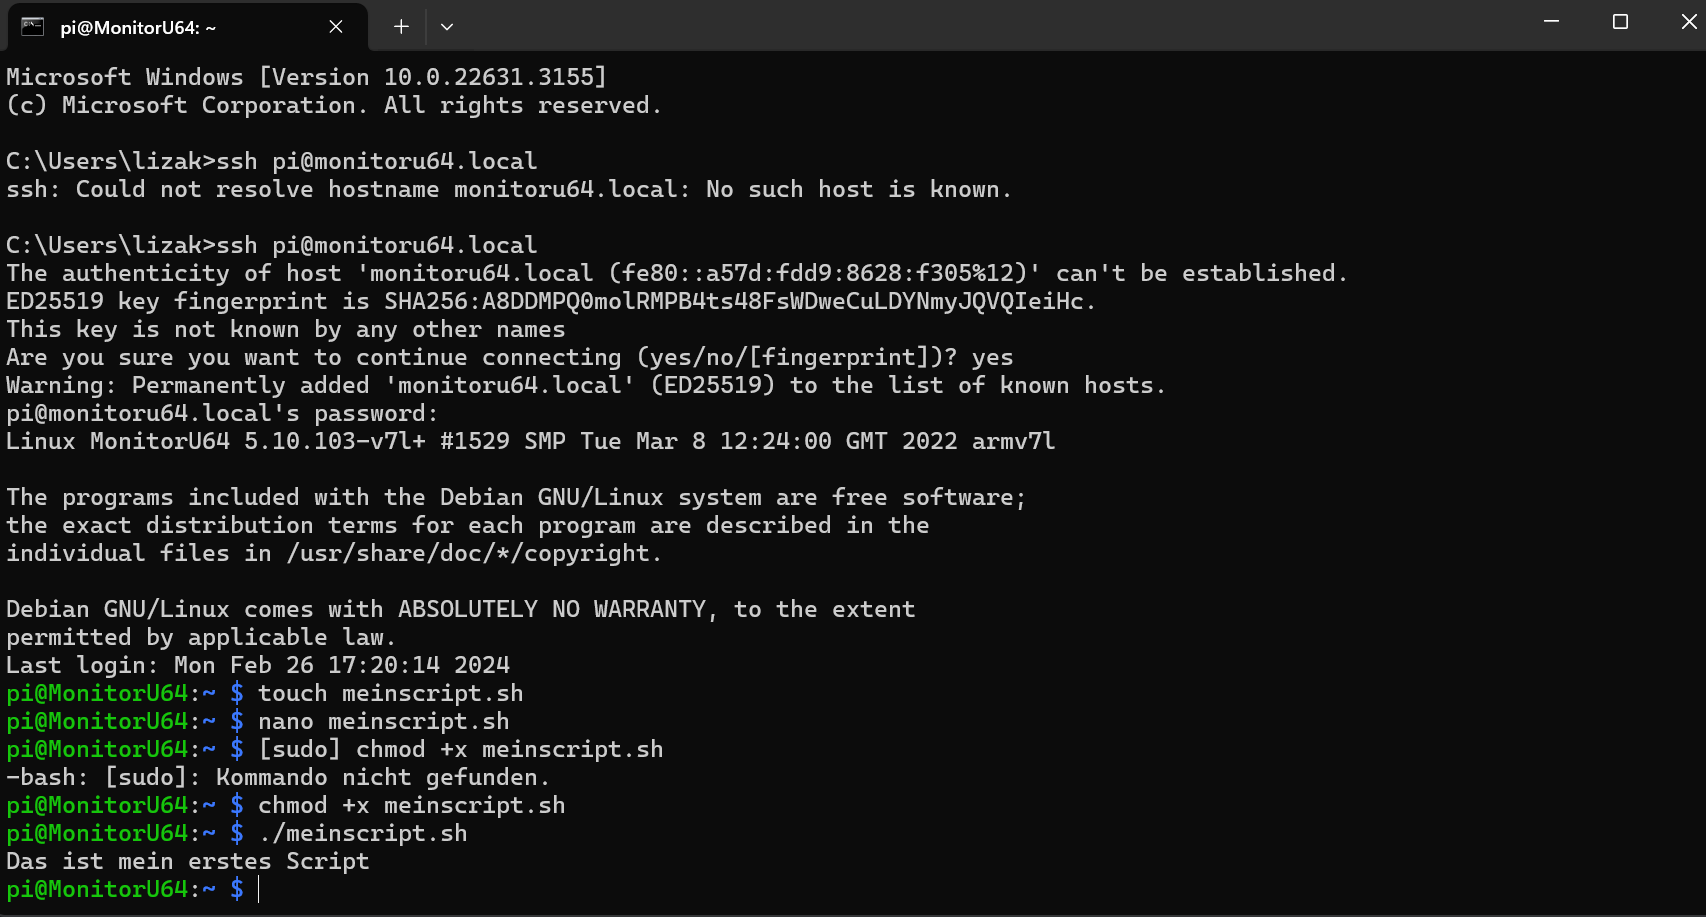 pi@MonitorU64: ~
Microsoft Windows [Version 10.0.22631.3155]
(c) Microsoft Corporation. All rights reserved.
C:\Users\lizak>ssh pi@monitoru64.local
ssh: Could not resolve hostname monitoru64.local: No such host is known.
C:\Users\lizak>ssh pi@monitoru64.local
The authenticity of host 'monitoru64.local (fe80::a57d:fdd9:8628:f305%12)' can't be established.
ED25519 key fingerprint is SHA256:A8DDMPQ0molRMPB4ts48FsWDweCuLDYNmyJQVQIeiHc.
This key is not known by any other names
Are you sure you want to continue connecting (yes/no/[fingerprint])? yes
Warning: Permanently added 'monitoru64.local' (ED25519) to the list of known hosts.
pi@monitoru64.local's password:
Linux MonitorU64 5.10.103-v7l+ #1529 SMP Tue Mar 8 12:24:00 GMT 2022 armv7l
The programs included with the Debian GNU/Linux system are free software;
the exact distribution terms for each program are described in the
individual files in /usr/share/doc/*/copyright.
Debian GNU/Linux comes with ABSOLUTELY NO WARRANTY, to the extent
permitted by applicable law.
Last login: Mon Feb 26 17:20:14 2024
pi@MonitorU64:~ $ touch meinscript.sh
pi@MonitorU64:~ $ nano meinscript.sh
pi@MonitorU64:~ $ [sudo] chmod +x meinscript.sh
-bash: [sudo]: Kommando nicht gefunden.
pi@MonitorU64:~ $ chmod +x meinscript.sh
pi@MonitorU64:~ $ ./meinscript.sh
Das ist mein erstes Script
pi@MonitorU64:~ $